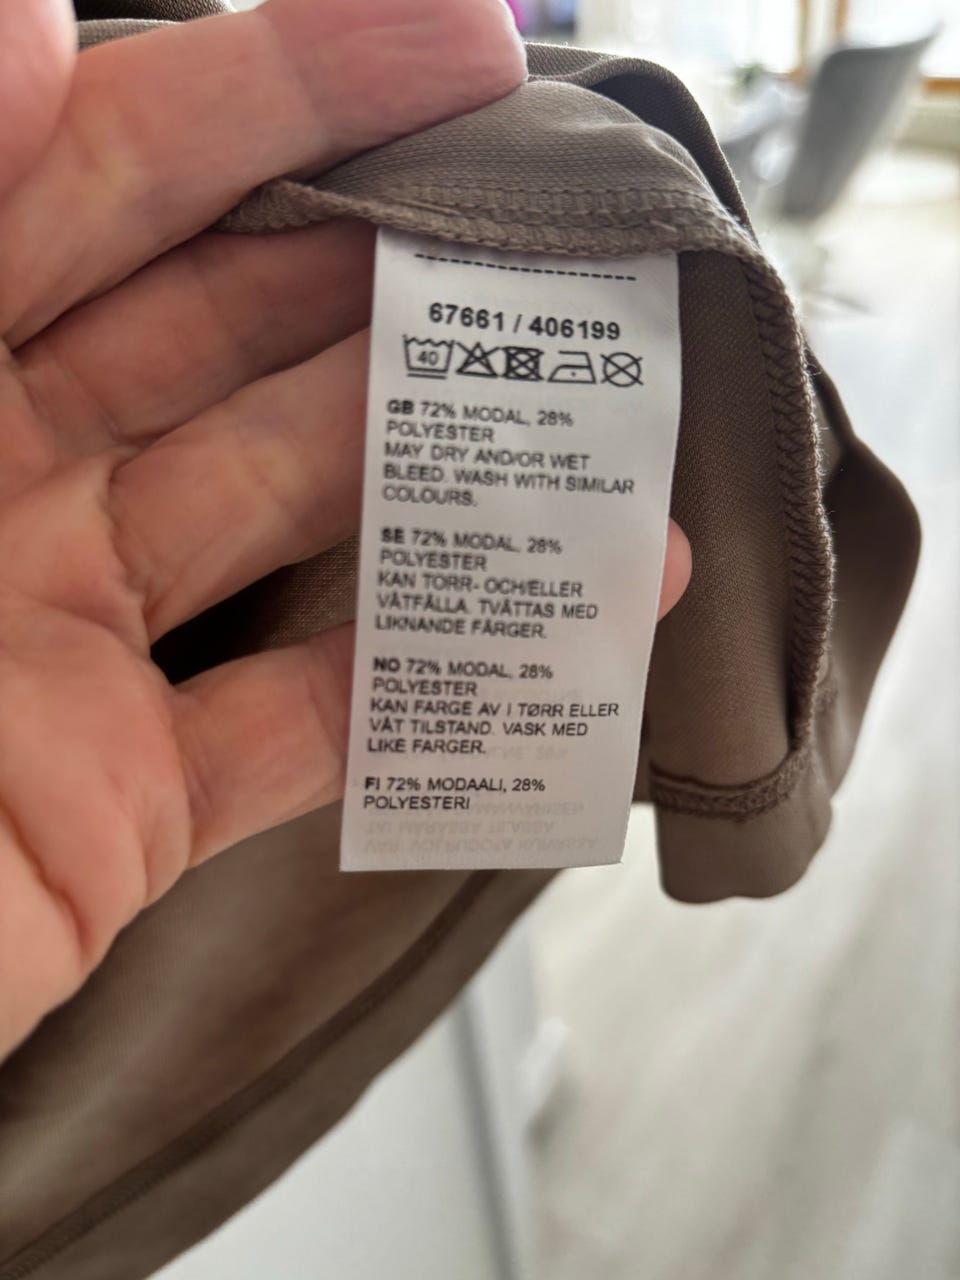 67661 / 406199
40
GB 72% MODAL, 28%
POLYESTER
MAY DRY AND/OR WET
BLEED. WASH WITH SIMILAR
COLOURS.
SE 72% MODAL, 28%
POLYESTER
KAN TORR- OCH/ELLER
VÅTFÄLLA. TVÄTTAS MED
LIKNANDE FÄRGER.
NO 72% MODAL, 28%
POLYESTER
KAN FARGE AV I TØRR ELLER
VÅT TILSTAND. VASK MED
LIKE FARGER.
FI 72% MODAALI, 28%
POLYESTERI